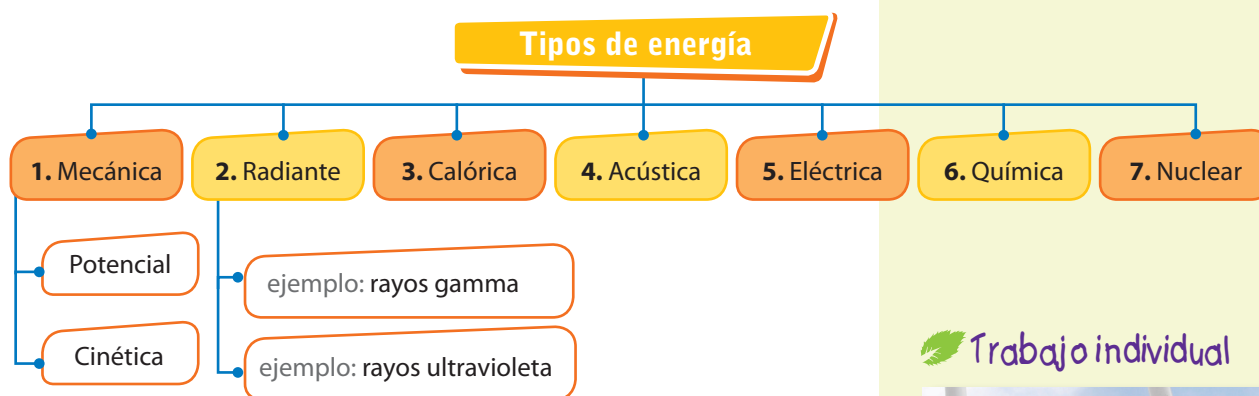 Tipos de energía
1. Mecánica
2. Radiante
3. Calórica
4. Acústica
5. Eléctrica
6. Química
7. Nuclear
Potencial
Cinética
ejemplo: rayos gamma
ejemplo: rayos ultravioleta
Trabajo individual